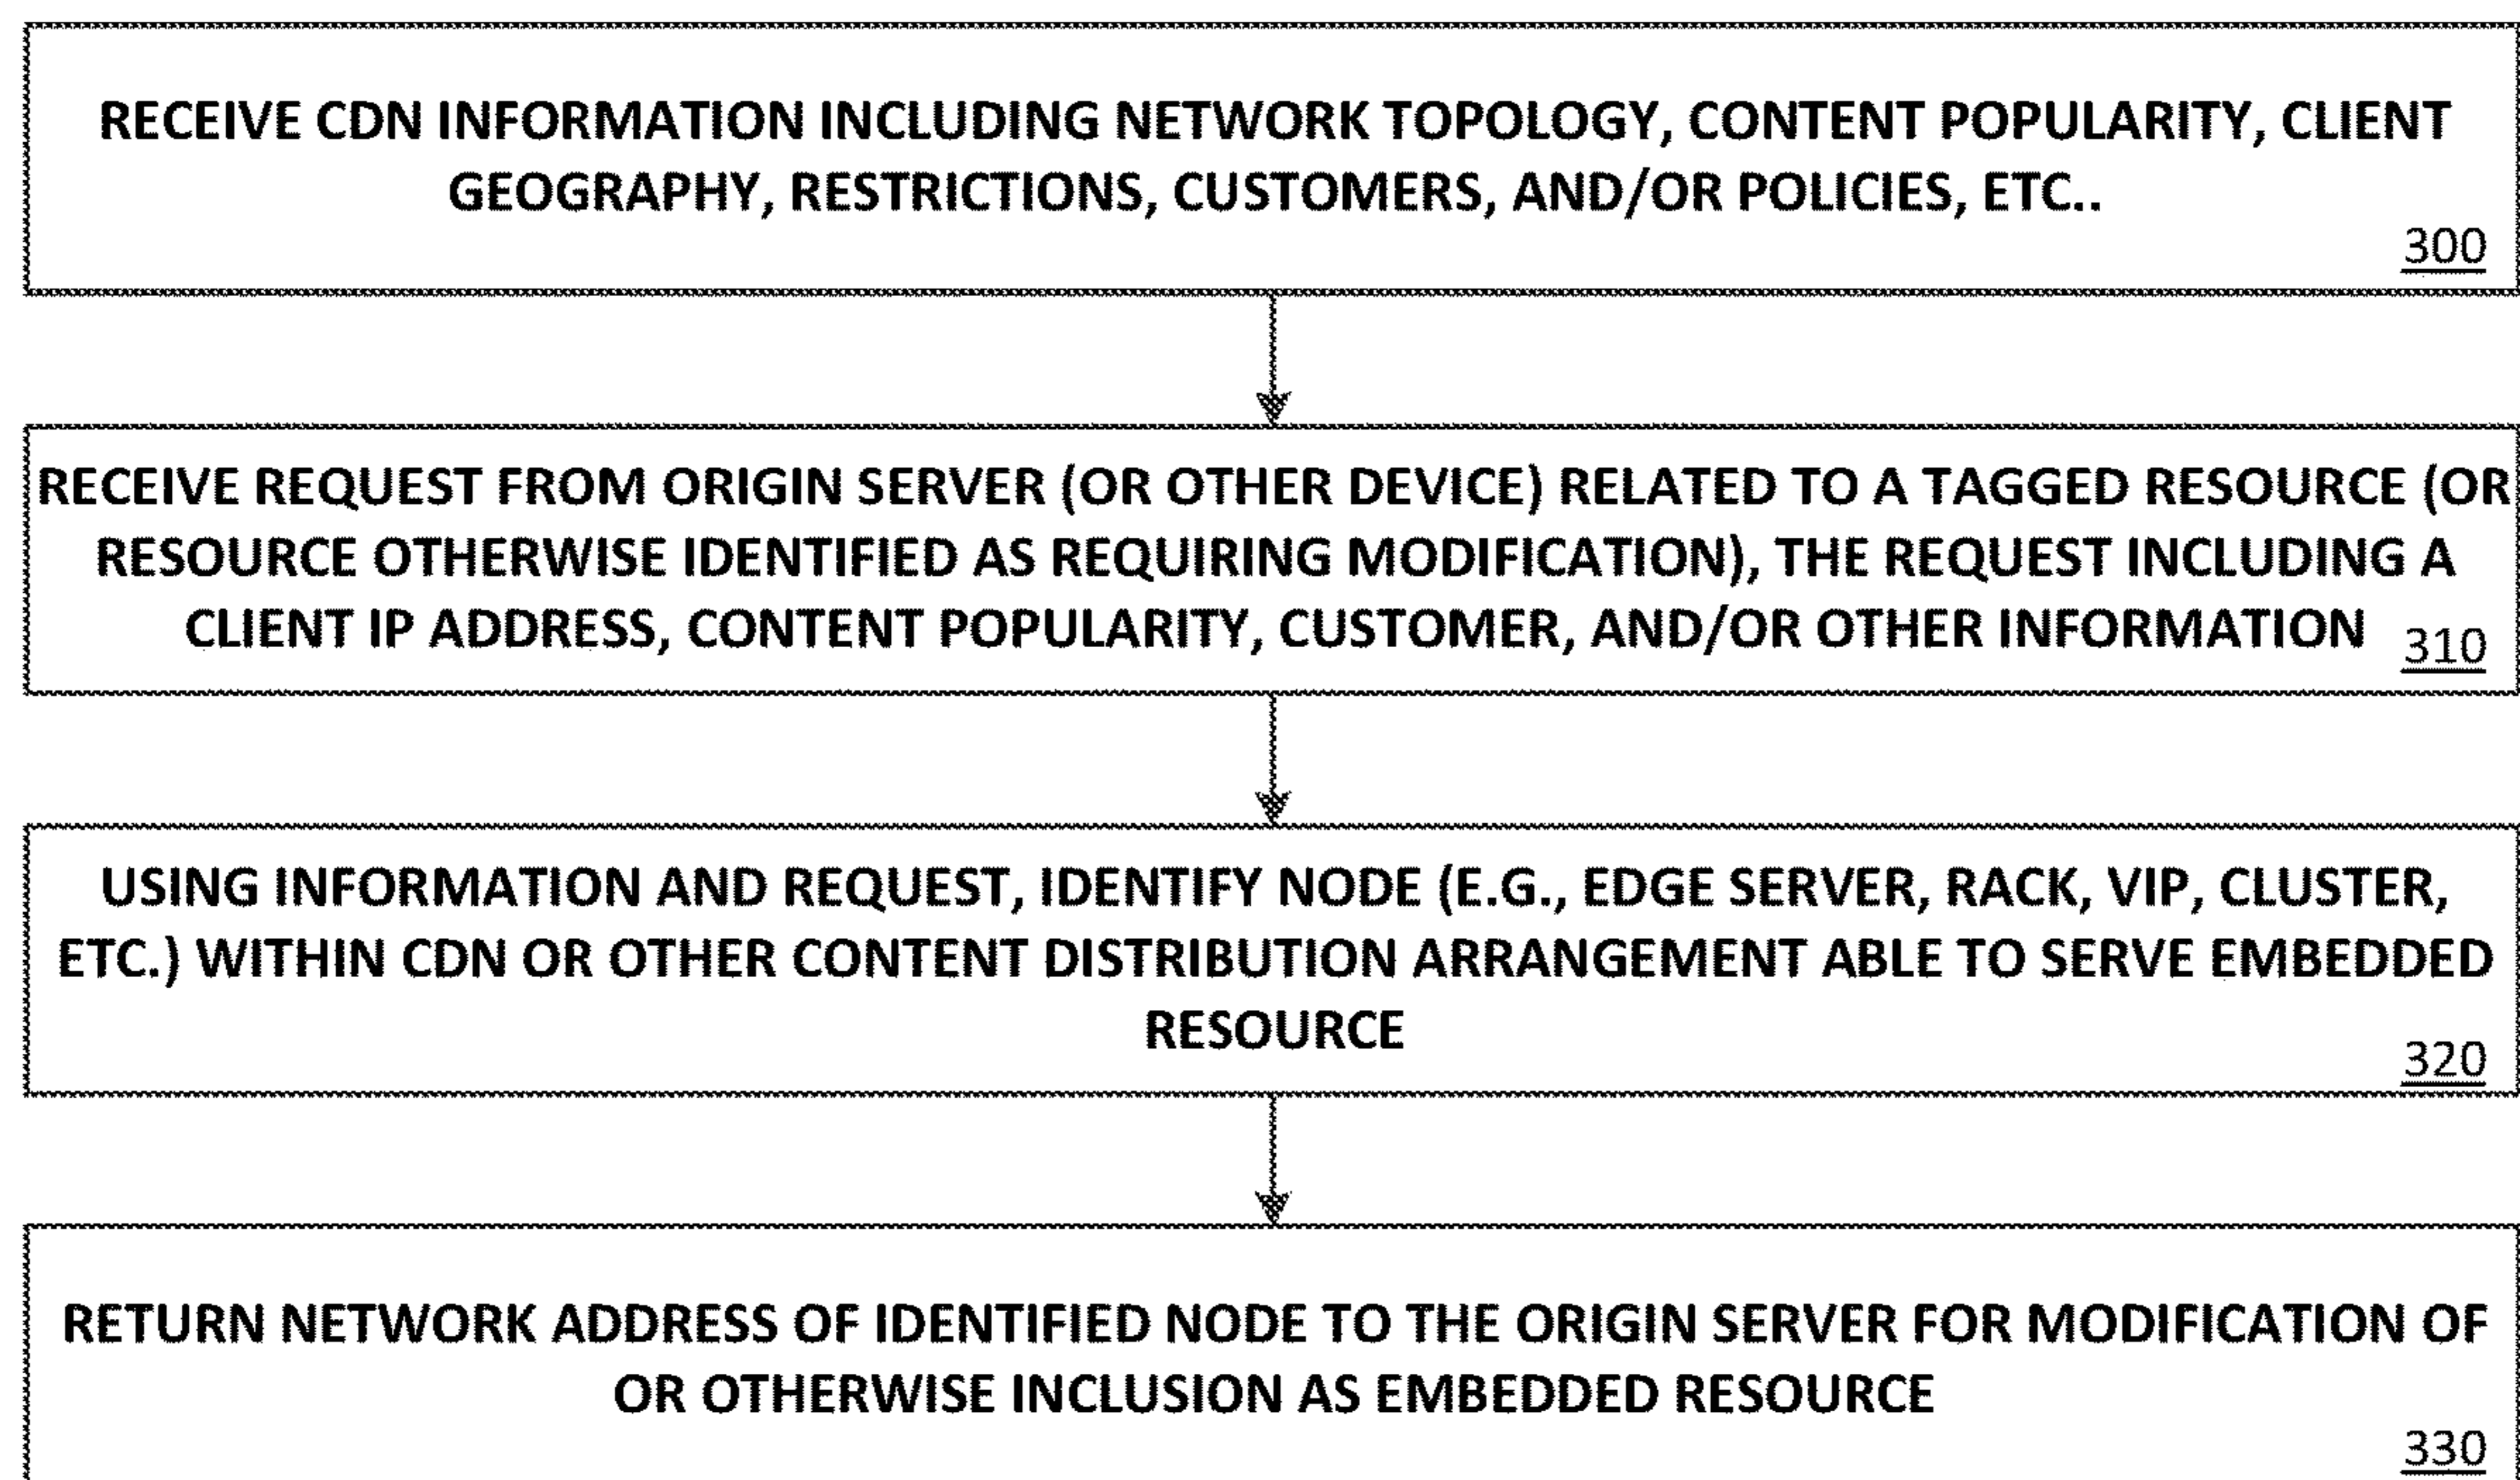 RECEIVE CDN INFORMATION INCLUDING NETWORK TOPOLOGY, CONTENT POPULARITY, CLIENT
GEOGRAPHY, RESTRICTIONS, CUSTOMERS, AND/OR POLICIES, ETC..
300
RECEIVE REQUEST FROM ORIGIN SERVER (OR OTHER DEVICE) RELATED TO A TAGGED RESOURCE (OR
RESOURCE OTHERWISE IDENTIFIED AS REQUIRING MODIFICATION), THE REQUEST INCLUDING A
CLIENT IP ADDRESS, CONTENT POPULARITY, CUSTOMER, AND/OR OTHER INFORMATION 310
USING INFORMATION AND REQUEST, IDENTIFY NODE (E.G., EDGE SERVER, RACK, VIP, CLUSTER,
ETC.) WITHIN CDN OR OTHER CONTENT DISTRIBUTION ARRANGEMENT ABLE TO SERVE EMBEDDED
RESOURCE
320
RETURN NETWORK ADDRESS OF IDENTIFIED NODE TO THE ORIGIN SERVER FOR MODIFICATION OF
OR OTHERWISE INCLUSION AS EMBEDDED RESOURCE
330